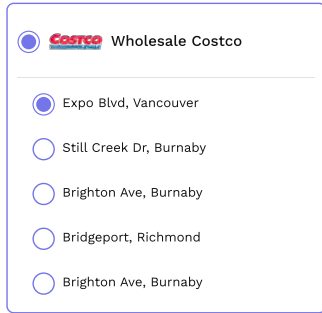 COSTCO Wholesale Costco
Expo Blvd, Vancouver
Still Creek Dr, Burnaby
Brighton Ave, Burnaby
Bridgeport, Richmond
Brighton Ave, Burnaby